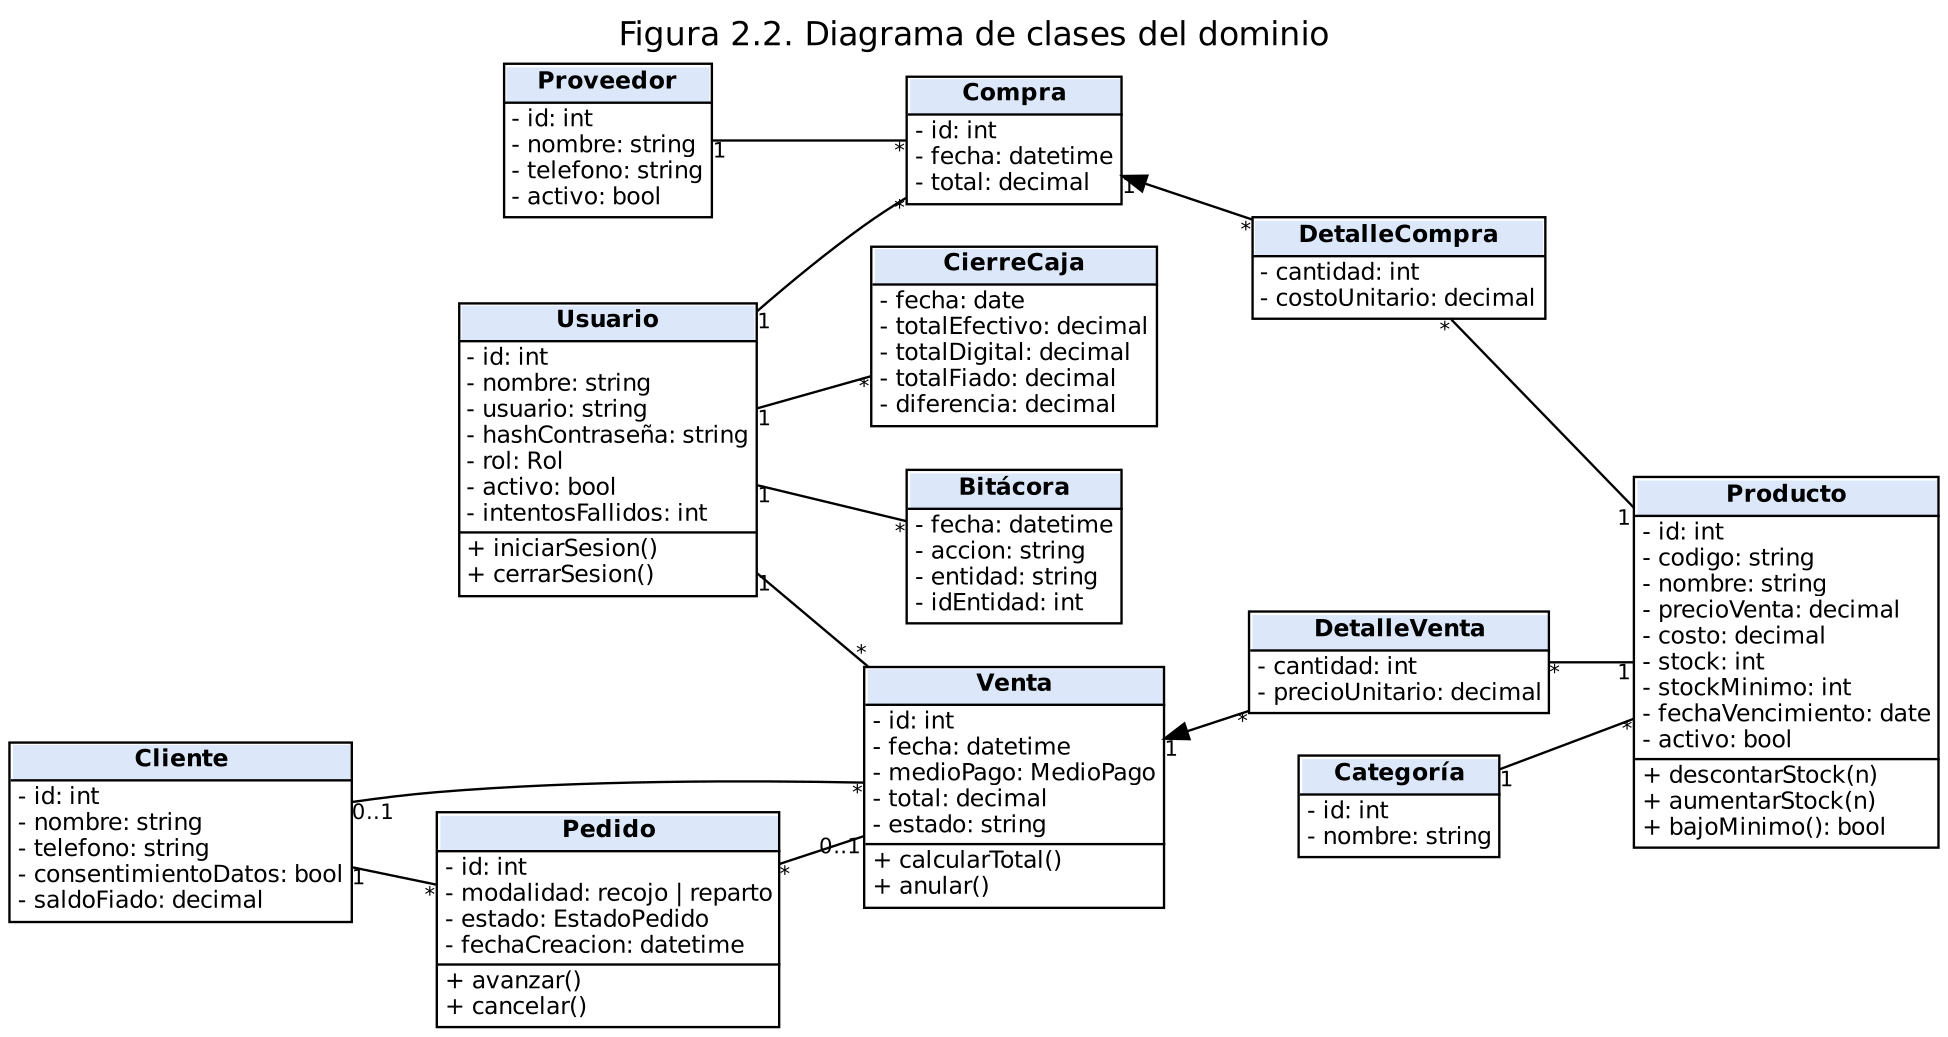 Figura 2.2. Diagrama de clases del dominio
Proveedor
- id: int
- nombre: string
- telefono: string
- activo: bool
1
*
Compra
- id: int
- fecha: datetime
- total: decimal
*
1
*
DetalleCompra
- cantidad: int
- costoUnitario: decimal
*
CierreCaja
- fecha: date
- totalEfectivo: decimal
- totalDigital: decimal
- totalFiado: decimal
- diferencia: decimal
*
Usuario
- id: int
- nombre: string
- usuario: string
- hashContraseña: string
- rol: Rol
- activo: bool
- intentosFallidos: int
+ iniciarSesion()
+ cerrarSesion()
1
1
1
1
Bitácora
- fecha: datetime
- accion: string
- entidad: string
- idEntidad: int
*
Producto
- id: int
- codigo: string
- nombre: string
- precioVenta: decimal
- costo: decimal
- stock: int
- stockMinimo: int
- fechaVencimiento: date
- activo: bool
+ descontarStock(n)
+ aumentarStock(n)
+ bajoMinimo(): bool
1
1
*
DetalleVenta
- cantidad: int
- precioUnitario: decimal
*
*
Venta
- id: int
- fecha: datetime
- medioPago: MedioPago
- total: decimal
- estado: string
+ calcularTotal()
+ anular()
*
1
*
0..1
Categoría
- id: int
- nombre: string
1
Cliente
- id: int
- nombre: string
- telefono: string
- consentimientoDatos: bool
- saldoFiado: decimal
0..1
1
Pedido
- id: int
- modalidad: recojo | reparto
- estado: EstadoPedido
- fechaCreacion: datetime
+ avanzar()
+ cancelar()
*
*